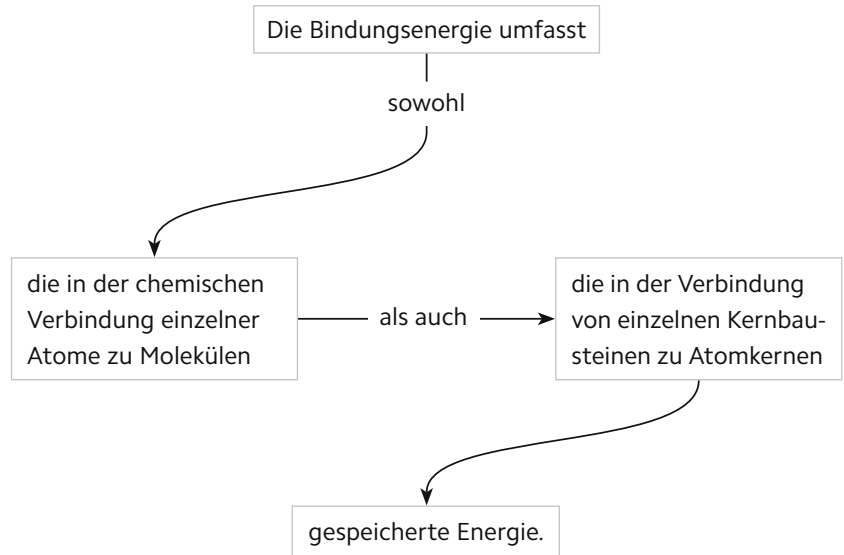 Die Bindungsenergie umfasst
sowohl
die in der chemischen
Verbindung einzelner
Atome zu Molekülen
als auch
die in der Verbindung
von einzelnen Kernbau-
steinen zu Atomkernen
gespeicherte Energie.